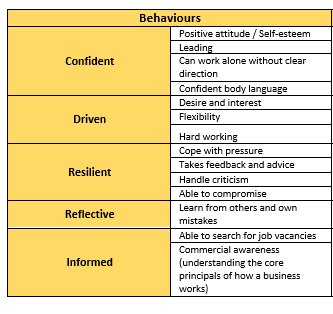 Behaviours
Confident
Positive attitude / Self-esteem
Leading
Can work alone without clear
direction
Confident body language
Driven
Desire and interest
Flexibility
Hard working
Resilient
Cope with pressure
Takes feedback and advice
Handle criticism
Able to compromise
Reflective
Learn from others and own
mistakes
Informed
Able to search for job vacancies
Commercial awareness
(understanding the core
principals of how a business
works)